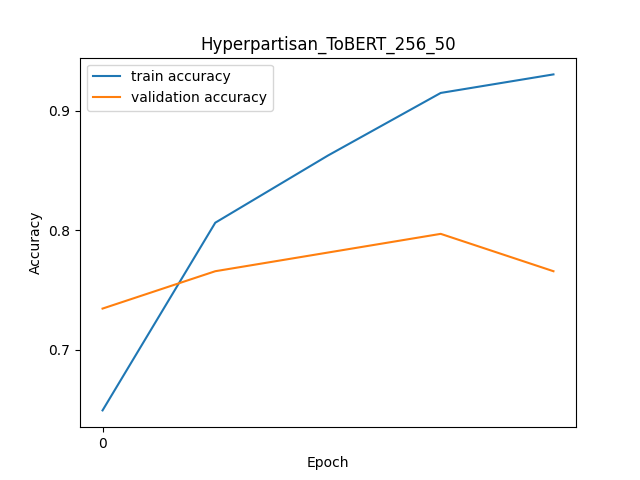 Hyperpartisan_ToBERT_256_50
train accuracy
validation accuracy
0.9
0.8
0.7
Accuracy
0
Epoch